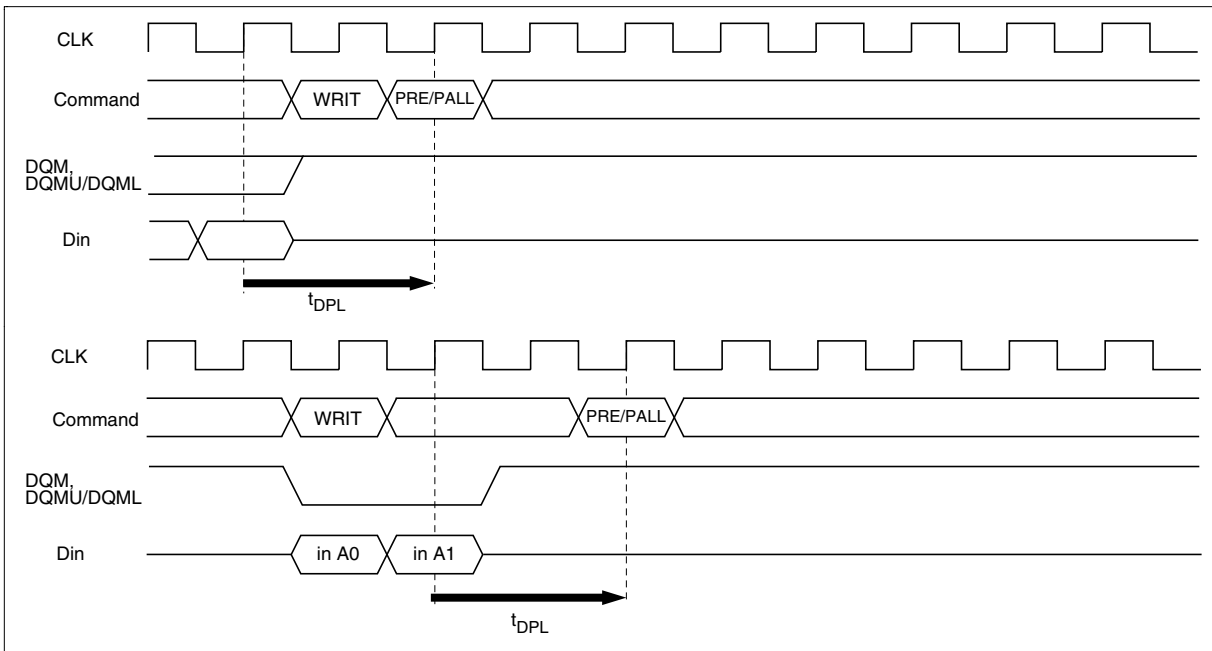 CLK
Command
WRIT
PRE/PALL
DQM,
DQMU/DQML
Din
tDPL
CLK
Command
WRIT
PRE/PALL
DQM,
DQMU/DQML
Din
in A0
in A1
tDPL